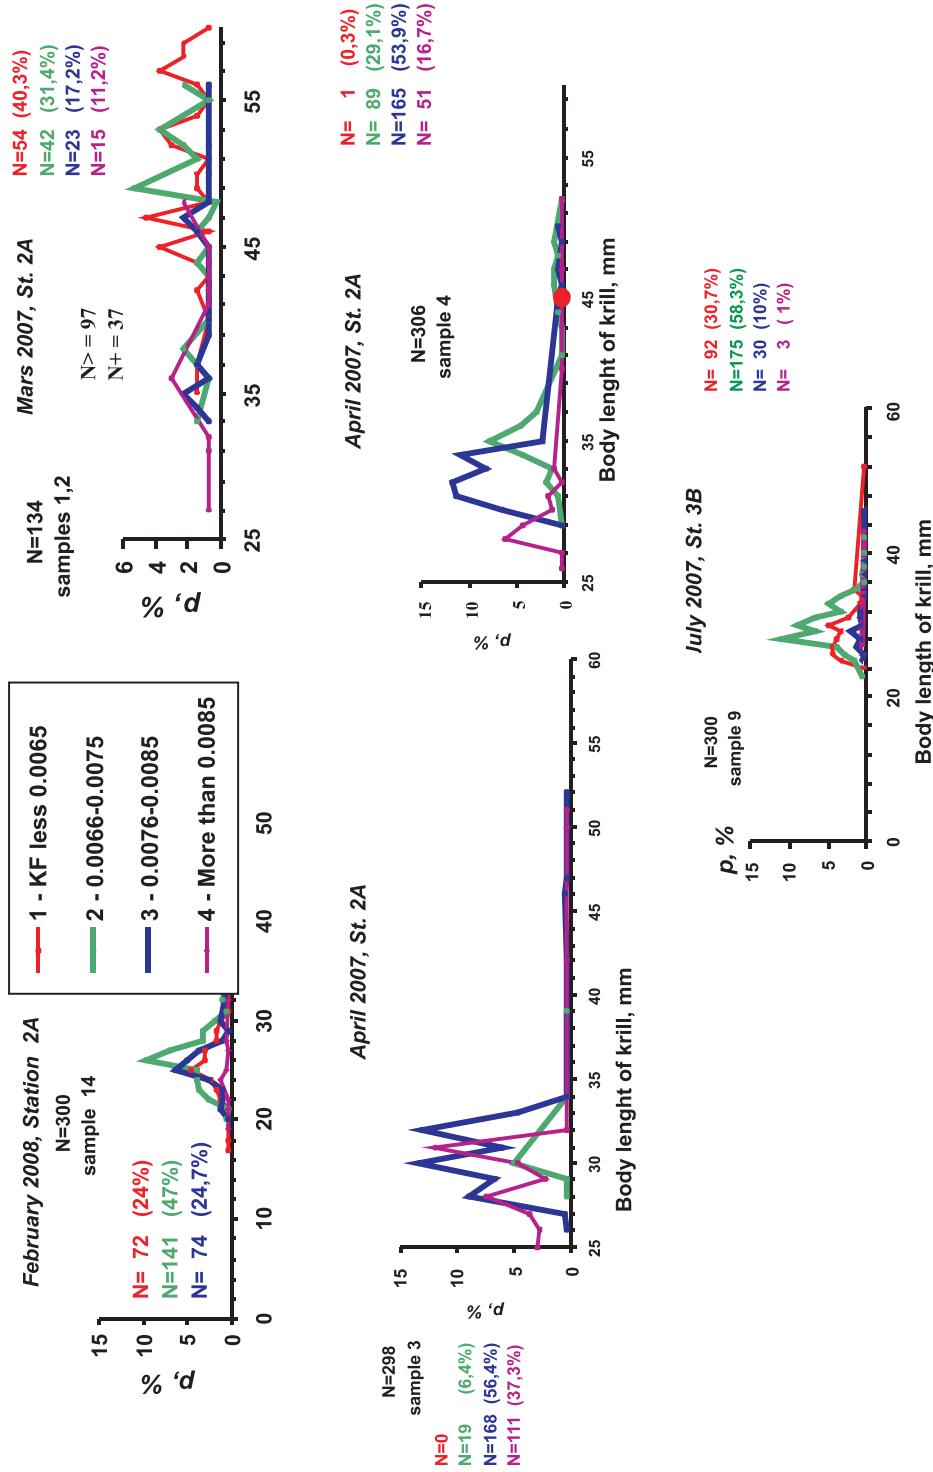 February 2008, Station 2A
N=300
sample 14
N= 72 (24%)
N=141 (47%)
N= 74 (24,7%)
p, %
15
10
5
0
0
10
20
30
40
50
1 - KF less 0.0065
2 - 0.0066-0.0075
3 - 0.0076-0.0085
4 - More than 0.0085
Mars 2007, St. 2A
N=134
samples 1,2
N> = 97
N+ = 37
N=54 (40,3%)
N=42 (31,4%)
N=23 (17,2%)
N=15 (11,2%)
p, %
6
4
2
0
25
35
45
55
April 2007, St. 2A
N=298
sample 3
N=0
N=19 (6,4%)
N=168 (56,4%)
N=111 (37,3%)
p, %
15
10
5
0
25
30
35
40
45
50
55
60
Body lenght of krill, mm
April 2007, St. 2A
N=306
sample 4
N= 1 (0,3%)
N= 89 (29,1%)
N=165 (53,9%)
N= 51 (16,7%)
p, %
15
10
5
0
25
35
45
55
Body lenght of krill, mm
July 2007, St. 3B
N=300
sample 9
N= 92 (30,7%)
N=175 (58,3%)
N= 30 (10%)
N= 3 ( 1%)
p, %
15
10
5
0
0
20
40
60
Body length of krill, mm